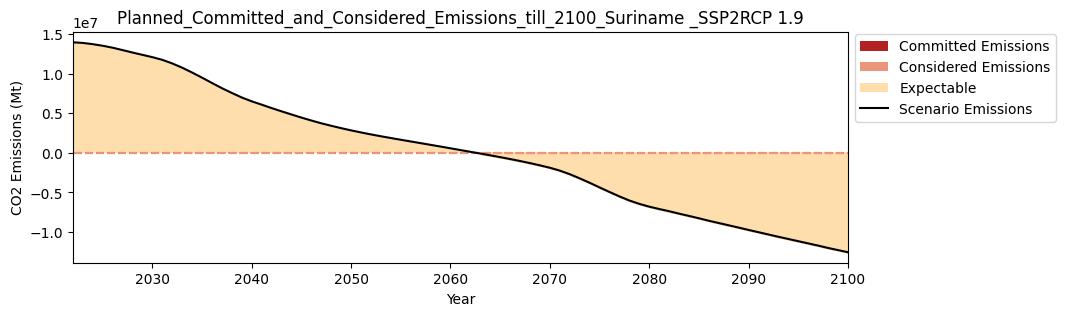 Planned_Committed_and_Considered_Emissions_till_2100_Suriname _SSP2RCP 1.9
1e7
1.5
1.0
0.5
0.0
−0.5
−1.0
CO2 Emissions (Mt)
2030 2040 2050 2060 2070 2080 2090 2100
Year
Committed Emissions
Considered Emissions
Expectable
Scenario Emissions